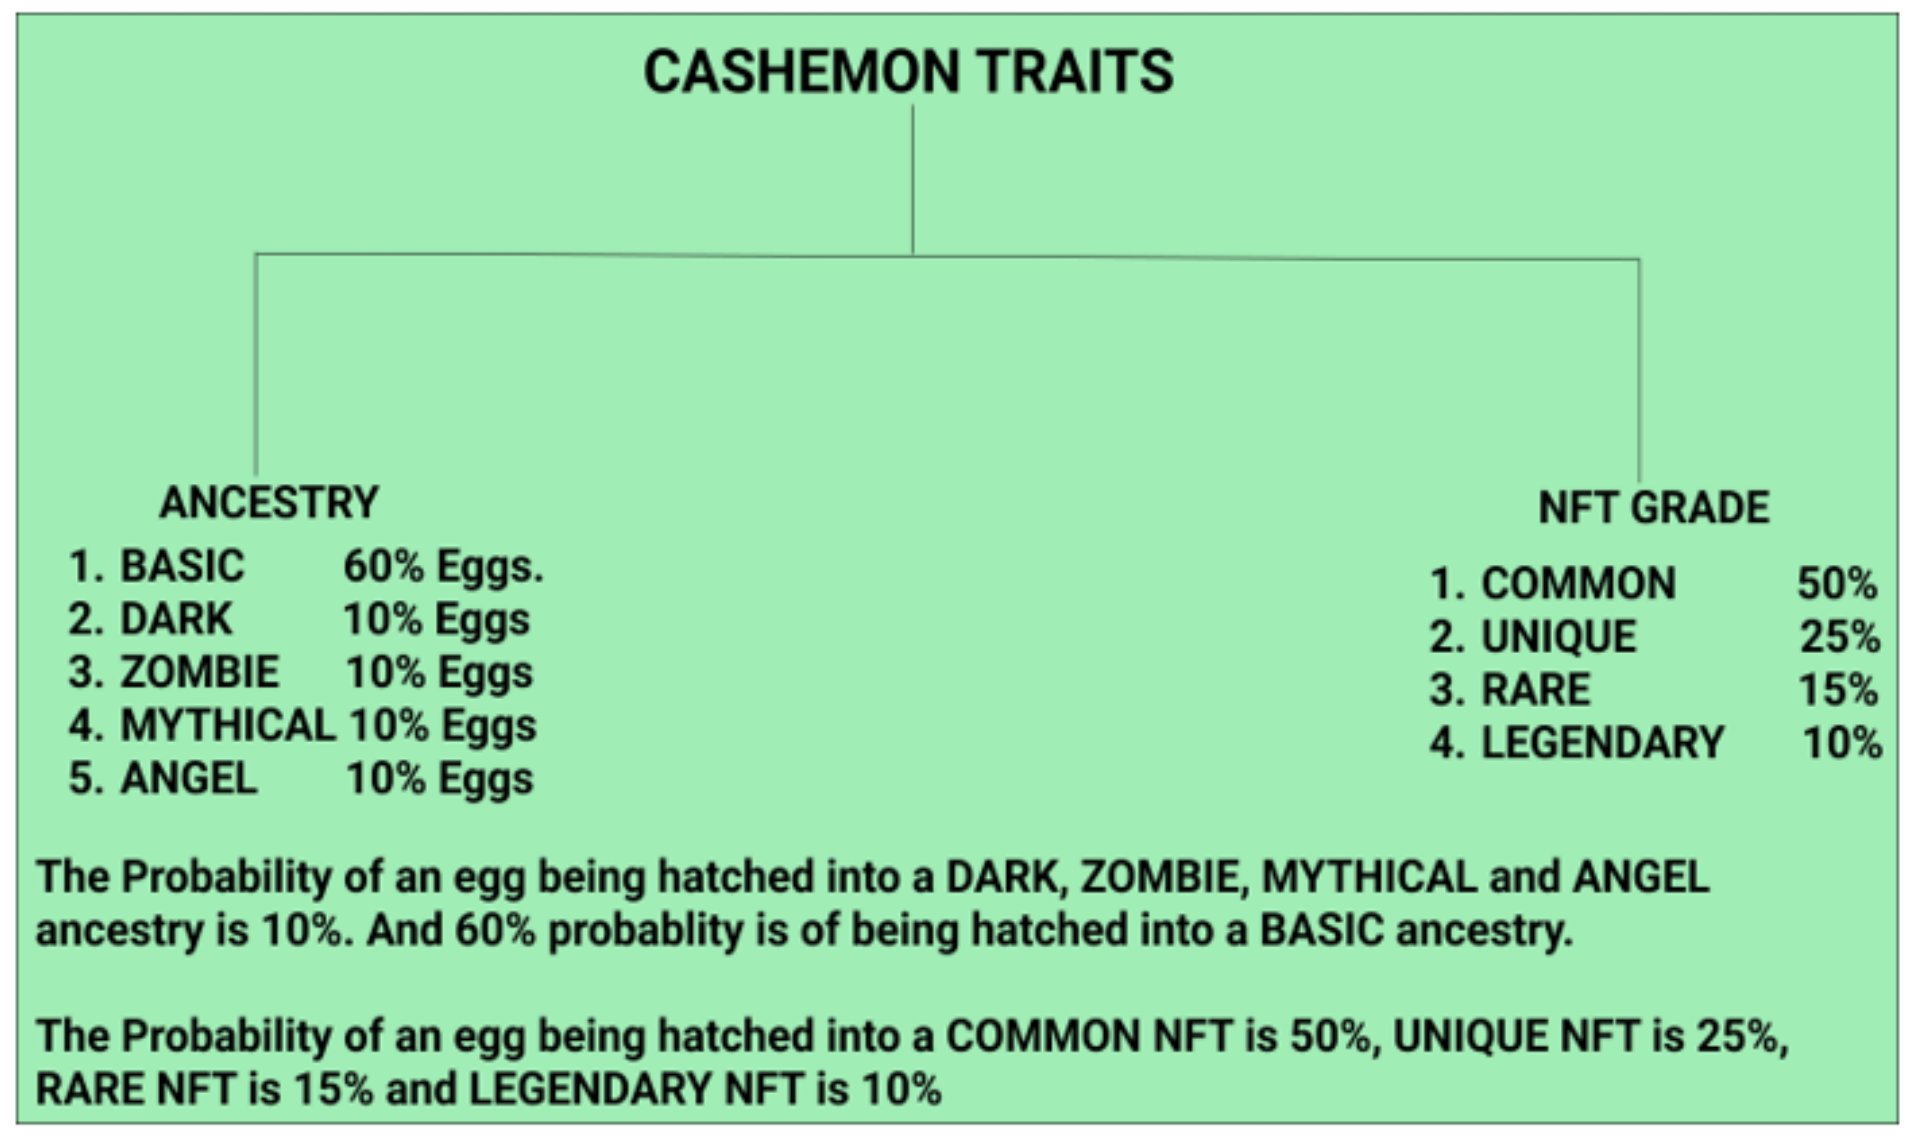 CASHEMON TRAITS
ANCESTRY
1. BASIC 60% Eggs.
2. DARK 10% Eggs
3. ZOMBIE 10% Eggs
4. MYTHICAL 10% Eggs
5. ANGEL 10% Eggs
NFT GRADE
1. COMMON 50%
2. UNIQUE 25%
3. RARE 15%
4. LEGENDARY 10%
The Probability of an egg being hatched into a DARK, ZOMBIE, MYTHICAL and ANGEL
ancestry is 10%. And 60% probablity is of being hatched into a BASIC ancestry.
The Probability of an egg being hatched into a COMMON NFT is 50%, UNIQUE NFT is 25%,
RARE NFT is 15% and LEGENDARY NFT is 10%